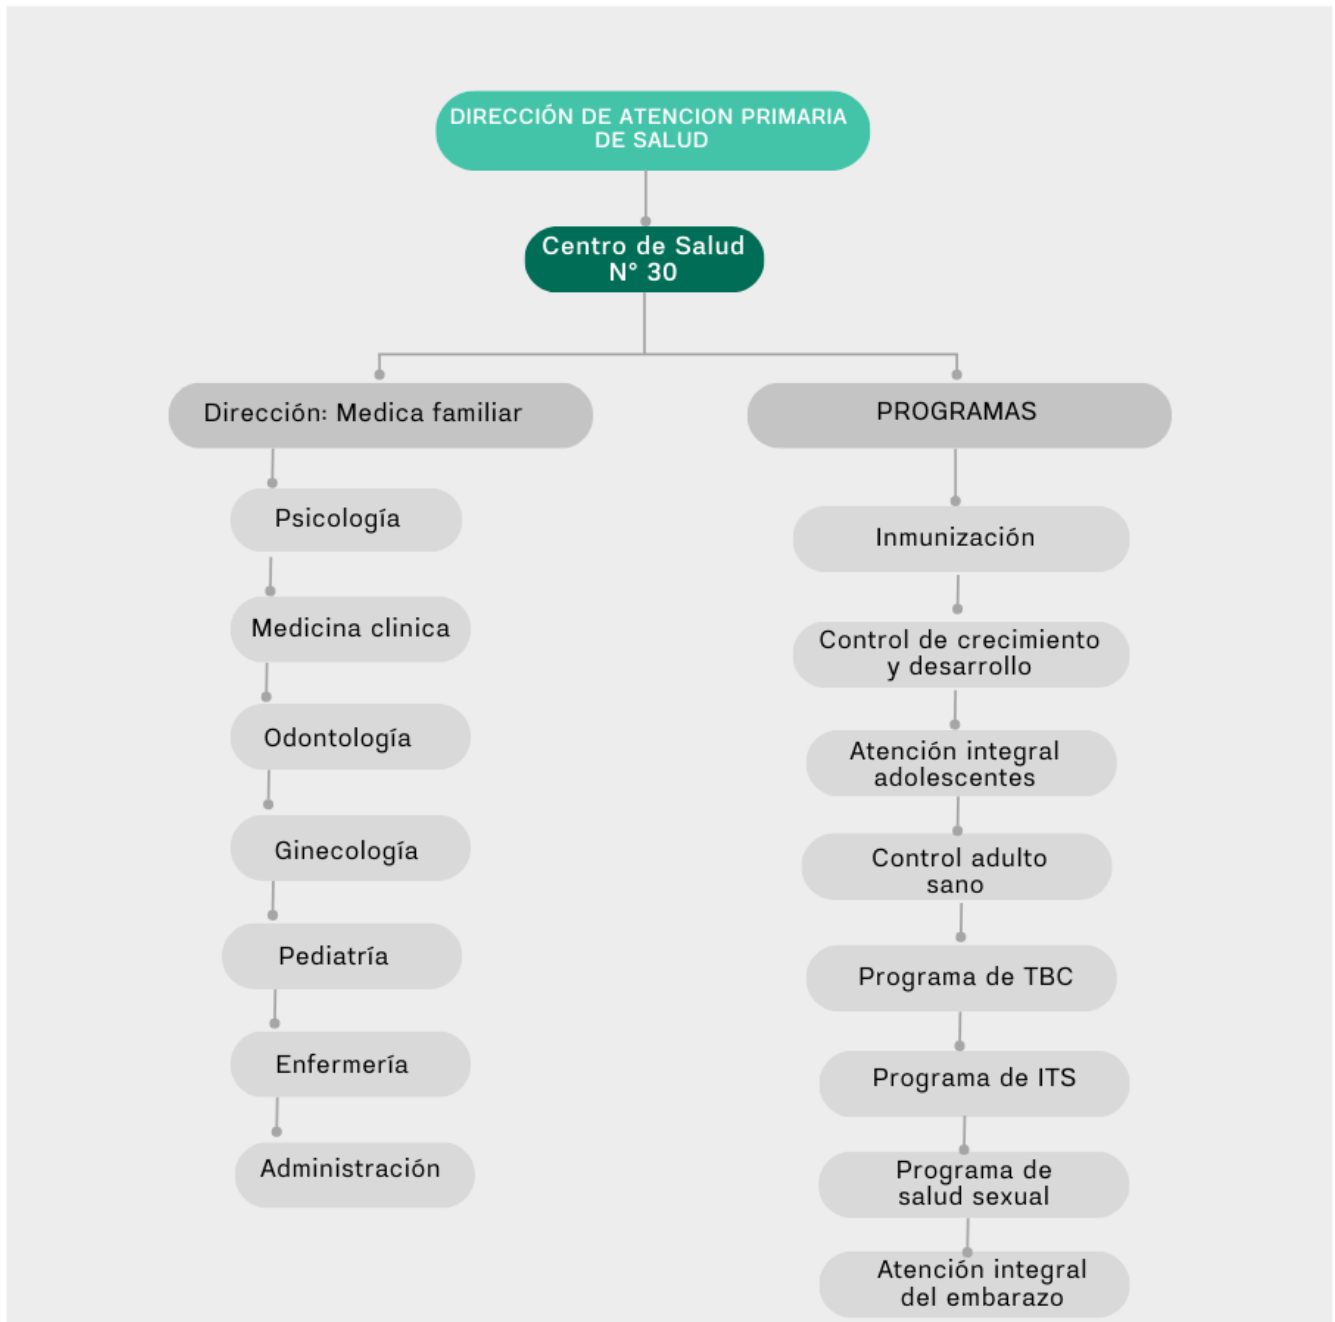 DIRECCIÓN DE ATENCION PRIMARIA
DE SALUD
Centro de Salud
N° 30
Dirección: Medica familiar
Psicología
Medicina clinica
Odontología
Ginecología
Pediatría
Enfermería
Administración
PROGRAMAS
Inmunización
Control de crecimiento
y desarrollo
Atención integral
adolescentes
Control adulto
sano
Programa de TBC
Programa de ITS
Programa de
salud sexual
Atención integral
del embarazo